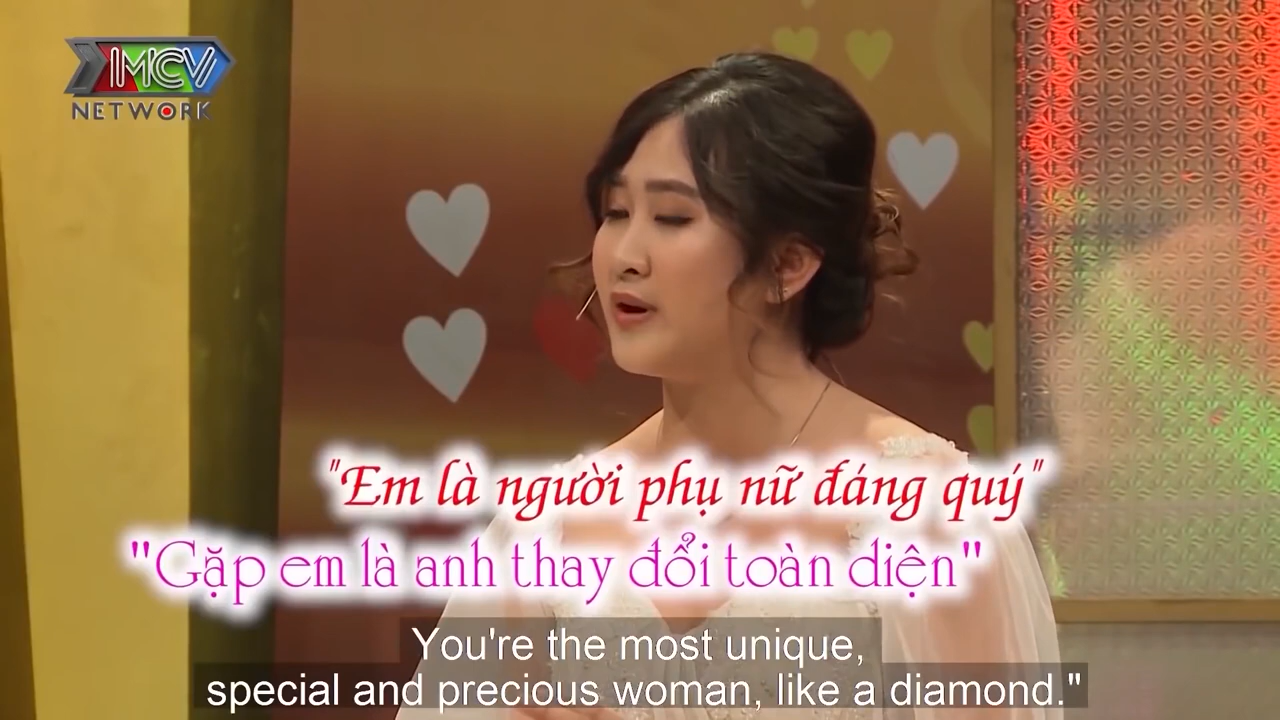 MCV
NETWORK
"Em là người phụ nữ đáng quý"
"Gặp em là anh thay đổi toàn diện"
You're the most unique,
special and precious woman, like a diamond."